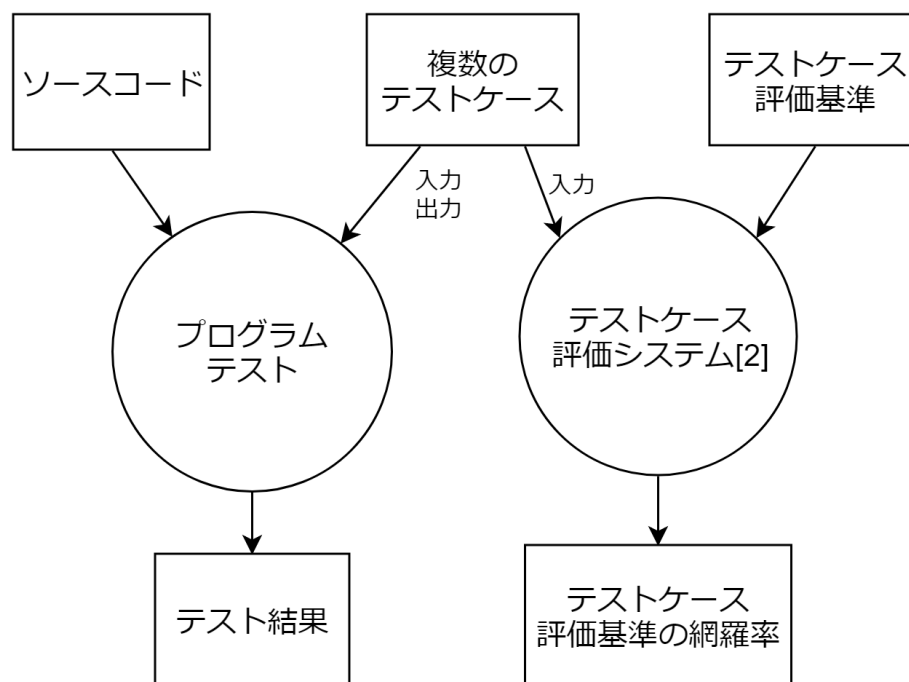 ソースコード
複数の
テストケース
テストケース
評価基準
入力
出力
入力
プログラム
テスト
テストケース
評価システム[2]
テスト結果
テストケース
評価基準の網羅率